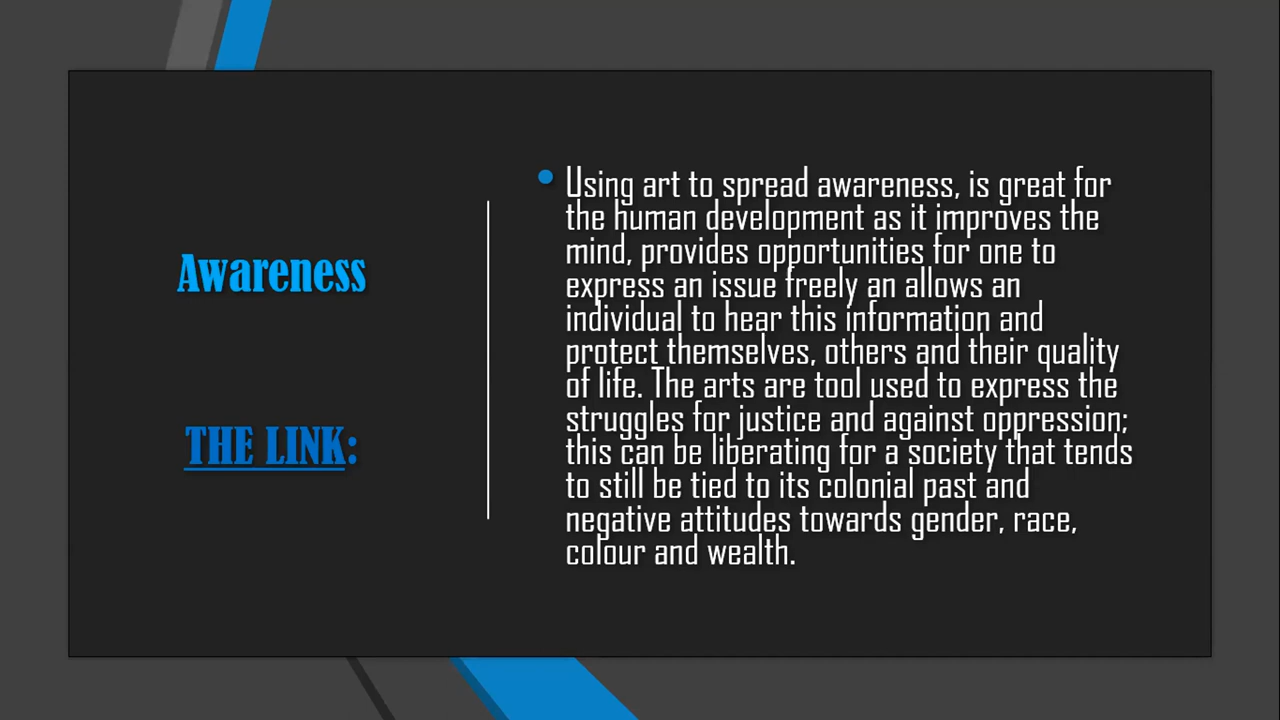 Awareness
THE LINK:
Using art to spread awareness, is great for
the human development as it improves the
mind, provides opportunities for one to
express an issue freely an allows an
individual to hear this information and
protect themselves, others and their quality
of life. The arts are tool used to express the
struggles for justice and against oppression;
this can be liberating for a society that tends
to still be tied to its colonial past and
negative attitudes towards gender, race,
colour and wealth.